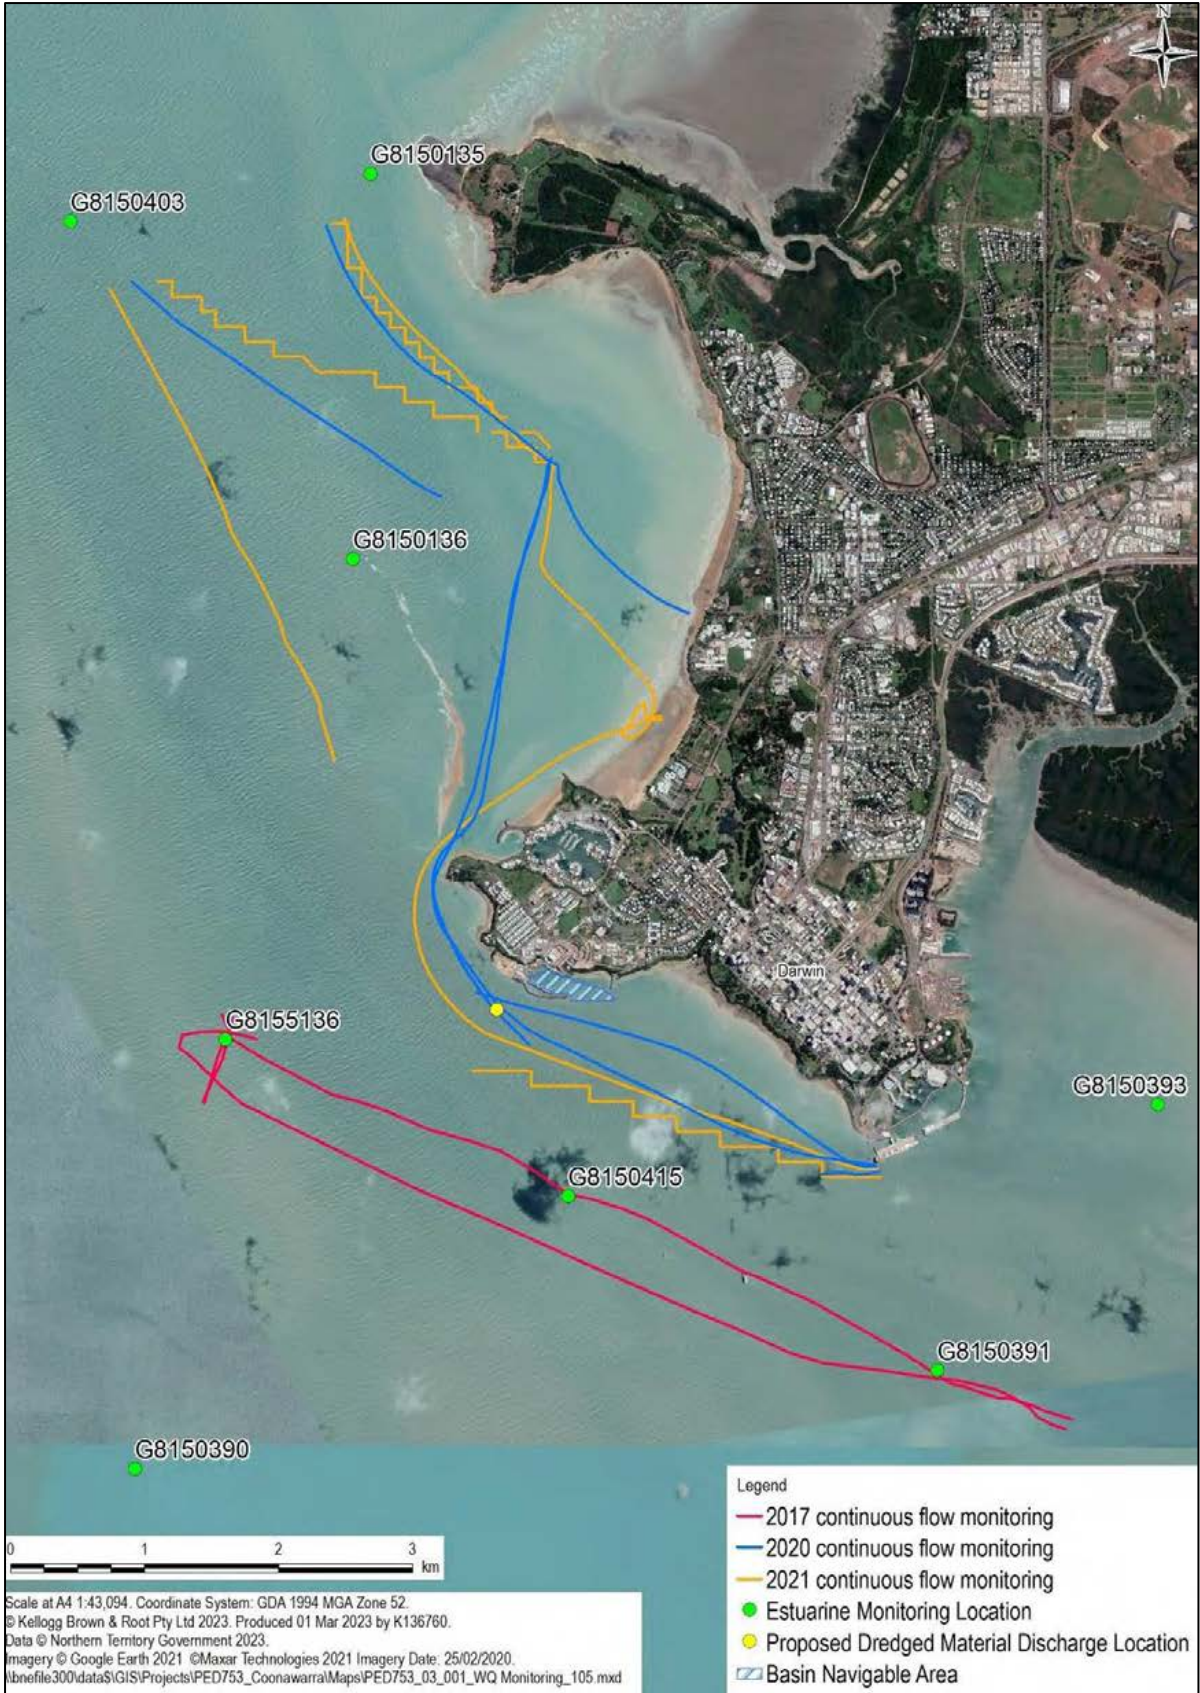 N
G8150135
G8150403
G8150136
Darwin
G8155136
G8150393
G8150415
G8150391
G8150390
Legend
2017 continuous flow monitoring
2020 continuous flow monitoring
2021 continuous flow monitoring
Estuarine Monitoring Location
Proposed Dredged Material Discharge Location
Basin Navigable Area
0 1 2 3
km
Scale at A4 1:43,094. Coordinate System: GDA 1994 MGA Zone 52.
© Kellogg Brown & Root Pty Ltd 2023. Produced 01 Mar 2023 by K136760.
Data © Northern Territory Government 2023.
Imagery © Google Earth 2021 ©Maxar Technologies 2021 Imagery Date: 25/02/2020.
\\bnefile300\data$\GIS\Projects\PED753_Coonawarra\Maps\PED753_03_001_WQ Monitoring_105.mxd